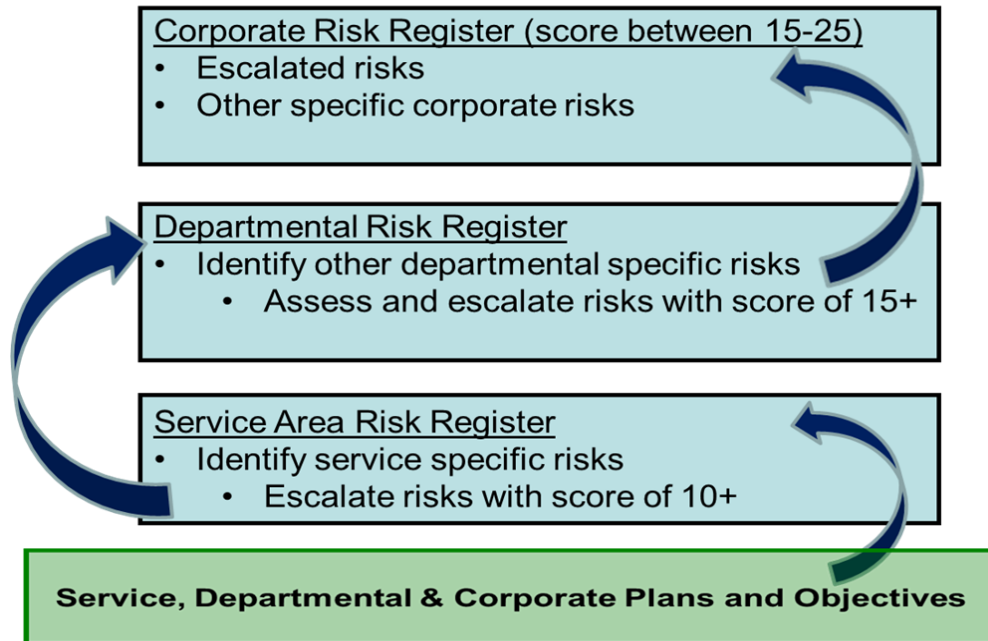 Corporate Risk Register (score between 15-25)
• Escalated risks
• Other specific corporate risks
Departmental Risk Register
• Identify other departmental specific risks
• Assess and escalate risks with score of 15+
Service Area Risk Register
• Identify service specific risks
• Escalate risks with score of 10+
Service, Departmental & Corporate Plans and Objectives